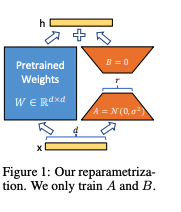 h
Pretrained
Weights
W ∈ ℝ^{d×d}
B = 0
r
A = N(0, σ²)
d
x
Figure 1: Our reparametriza-
tion. We only train A and B.